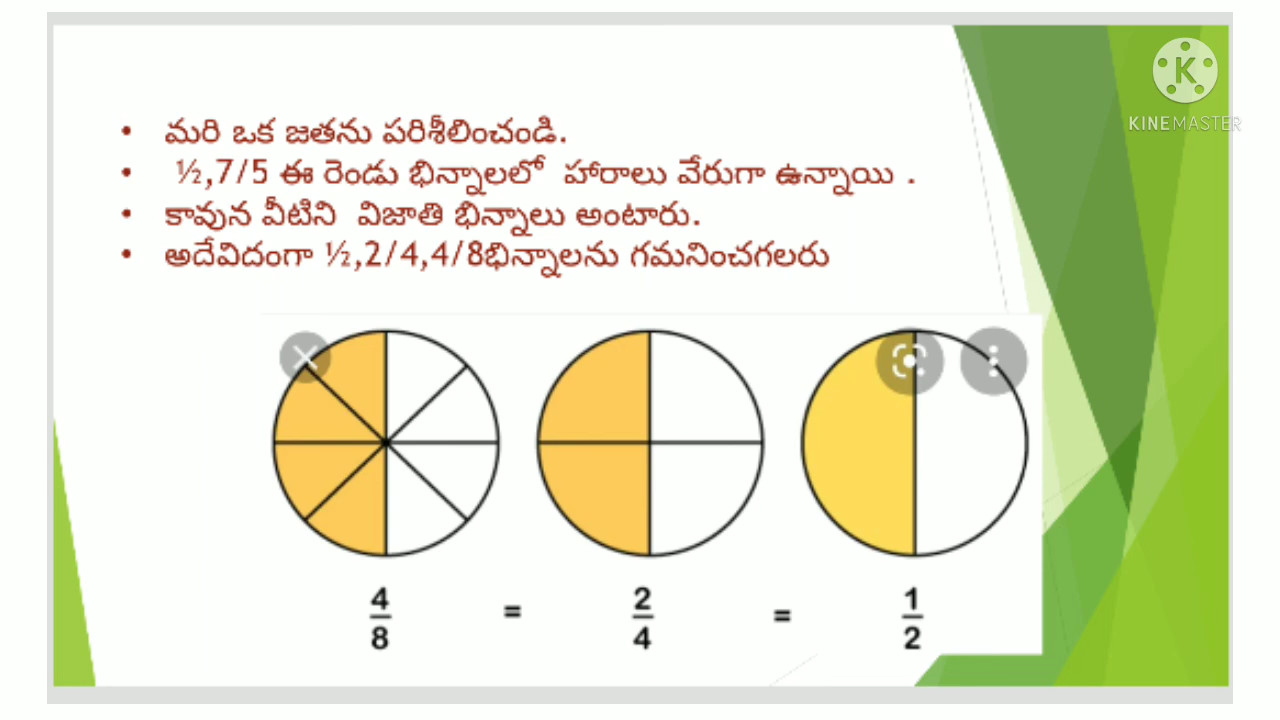 KINEMASTER
• మరి ఒక జతను పరిశీలించండి.
• ½,7/5 ఈ రెండు భిన్నాలలో హారాలు వేరుగా ఉన్నాయి .
• కావున వీటిని విజాతి భిన్నాలు అంటారు.
• అదేవిదంగా ½,2/4,4/8భిన్నాలను గమనించగలరు
4/8 = 2/4 = 1/2